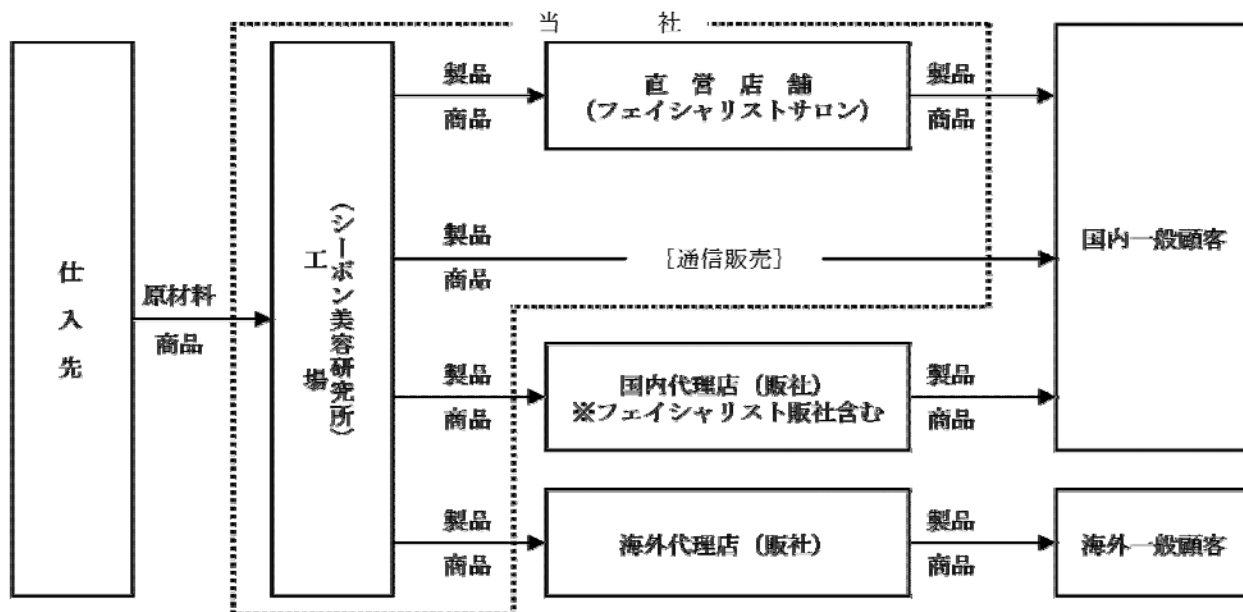 当 社
仕入先
原材料
商品
工場
（シーボン美容研究所）
製品
商品
直営店舗
（フェイシャリストサロン）
製品
商品
製品
商品
［通信販売］
国内一般顧客
製品
商品
国内代理店（販社）
※フェイシャリスト販社含む
製品
商品
製品
商品
海外代理店（販社）
製品
商品
海外一般顧客